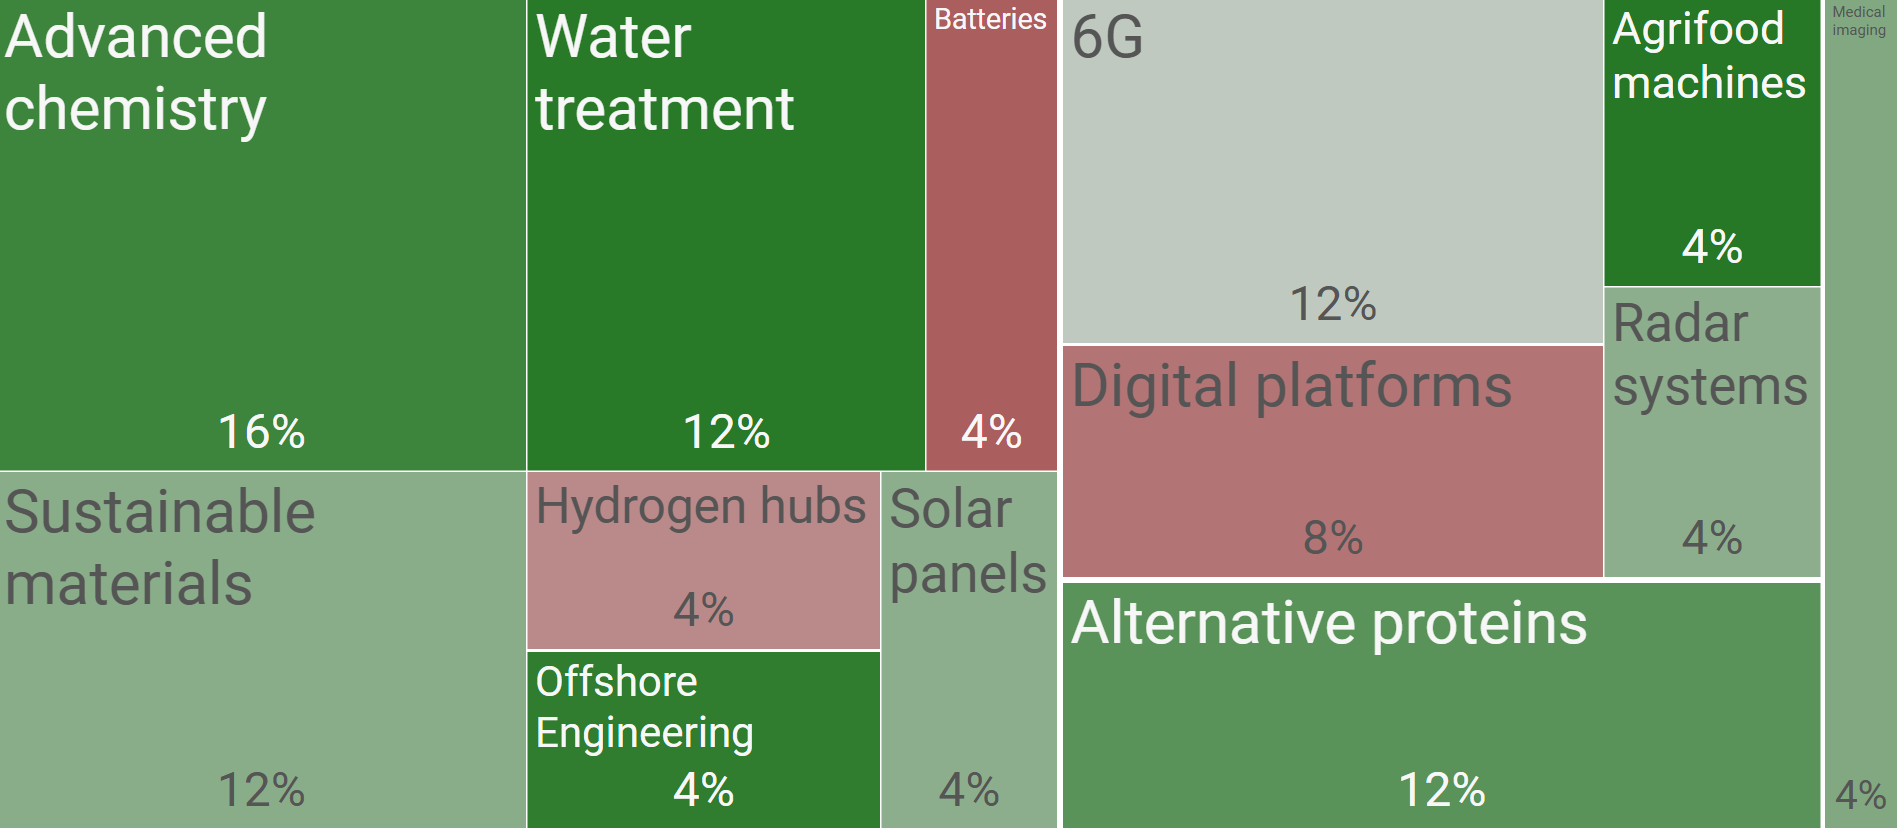 Advanced
chemistry
16%
Water
treatment
12%
Batteries
4%
Sustainable
materials
12%
Hydrogen hubs
4%
Offshore
Engineering
4%
Solar
panels
4%
6G
12%
Agrifood
machines
4%
Digital platforms
8%
Radar
systems
4%
Alternative proteins
12%
Medical
imaging
4%